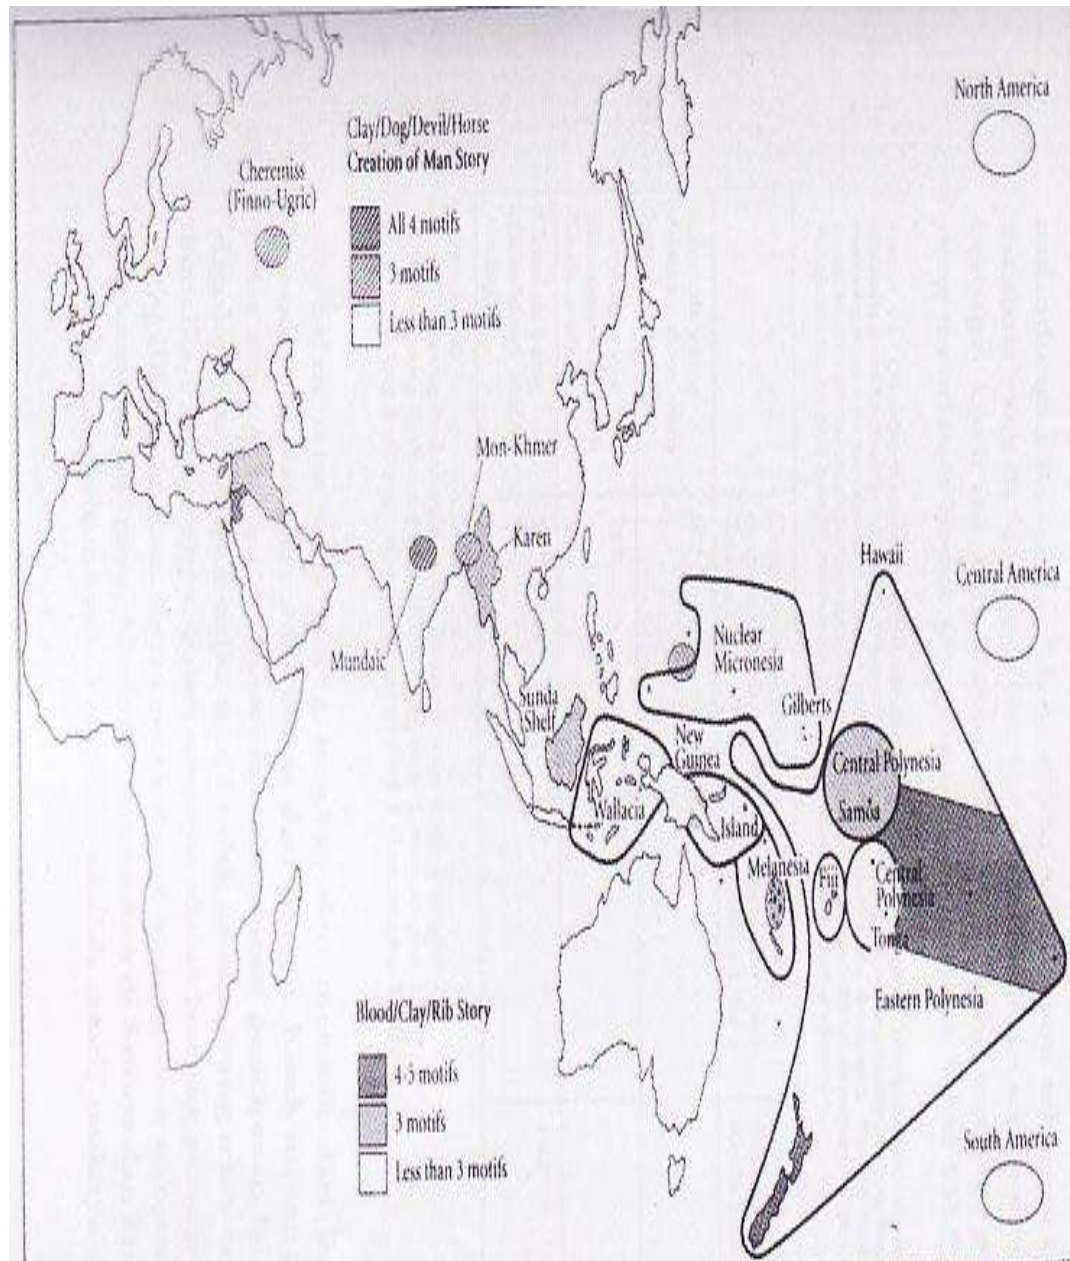 North America
Clay/Dog/Devil/Horse
Creation of Man Story
All 4 motifs
3 motifs
Less than 3 motifs
Cheremiss
(Finno-Ugric)
Mon-Khmer
Karen
Mundaic
Hawaii
Central America
Nuclear
Micronesia
Gilberts
Sunda
Shelf
New
Guinea
Wallacia
Island
Melanesia
Central Polynesia
Samoa
Fiji
Central
Polynesia
Tonga
Eastern Polynesia
Blood/Clay/Rib Story
4-5 motifs
3 motifs
Less than 3 motifs
South America